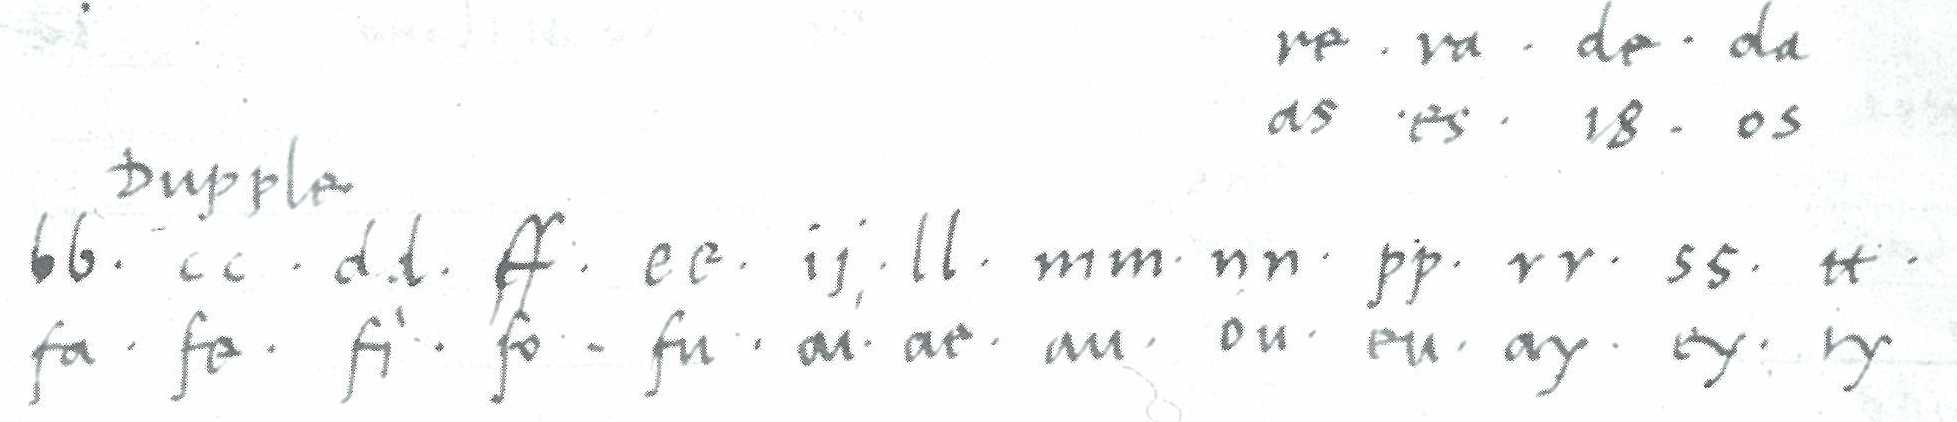 re . ra . de . da
as . es . is . os
Dupple
bb . cc . dd . ff . ee . ij . ll . mm . nn . pp . rr . ss . tt .
fa . fe . fi . fo - fu . ai . ae . au . ou . eu . ay . ey . iy